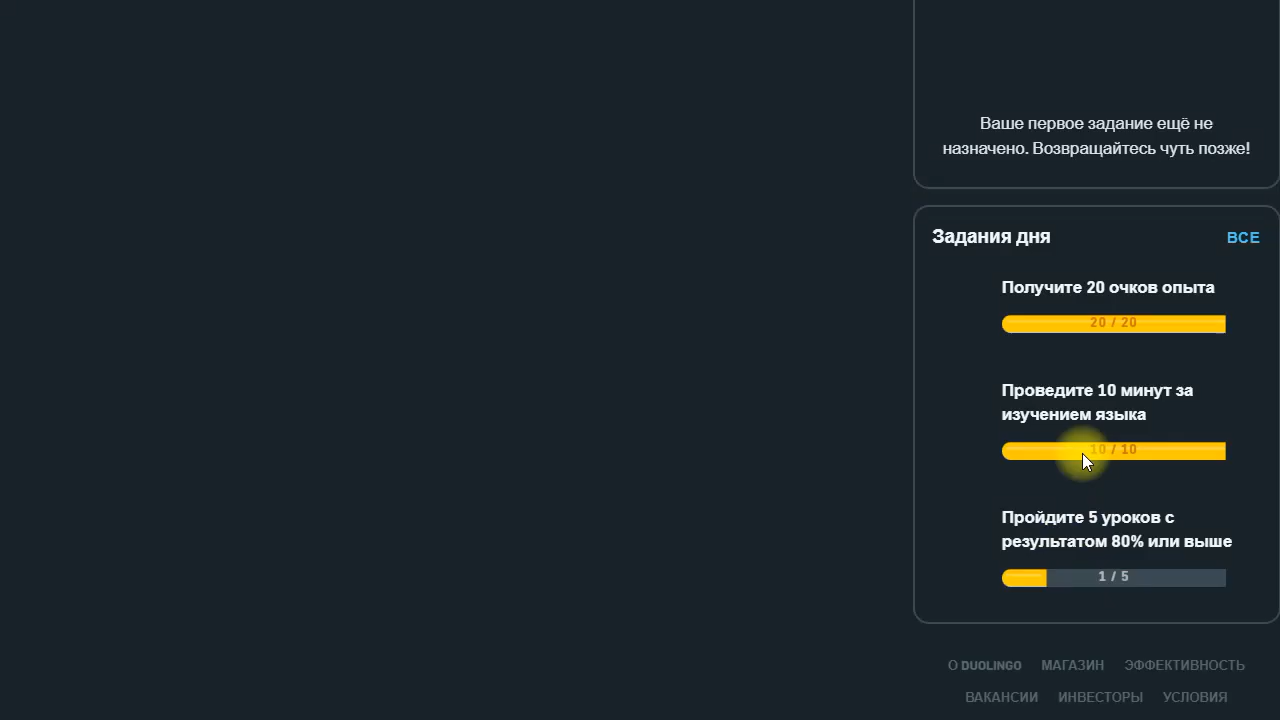 Ваше первое задание ещё не
назначено. Возвращайтесь чуть позже!
Задания дня
ВСЕ
Получите 20 очков опыта
20 / 20
Проведите 10 минут за
изучением языка
10 / 10
Пройдите 5 уроков с
результатом 80% или выше
1 / 5
О DUOLINGO МАГАЗИН ЭФФЕКТИВНОСТЬ
ВАКАНСИИ ИНВЕСТОРЫ УСЛОВИЯ